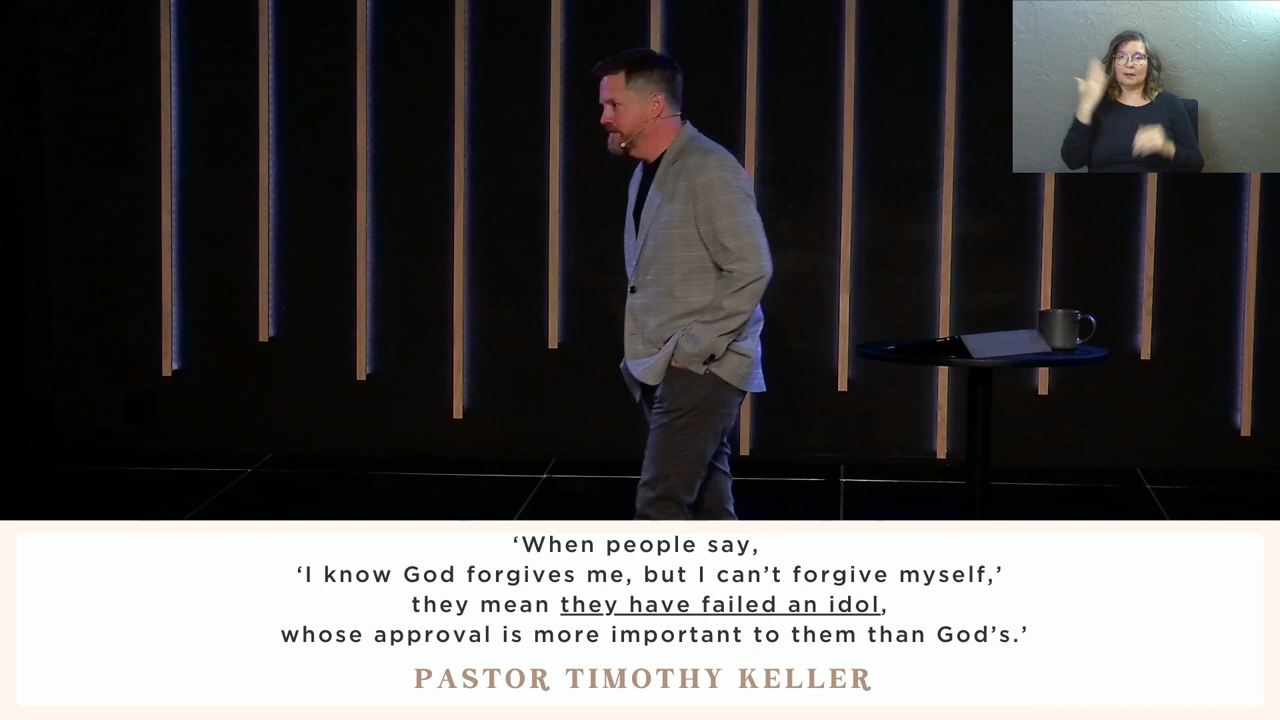 ‘When people say,
‘I know God forgives me, but I can’t forgive myself,’
they mean they have failed an idol,
whose approval is more important to them than God’s.’
PASTOR TIMOTHY KELLER